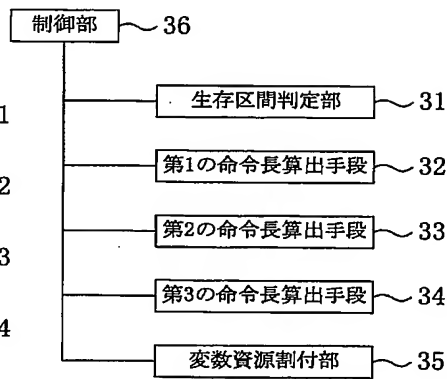 制御部 36
生存区間判定部 31
1
第1の命令長算出手段 32
2
第2の命令長算出手段 33
3
第3の命令長算出手段 34
4
変数資源割付部 35